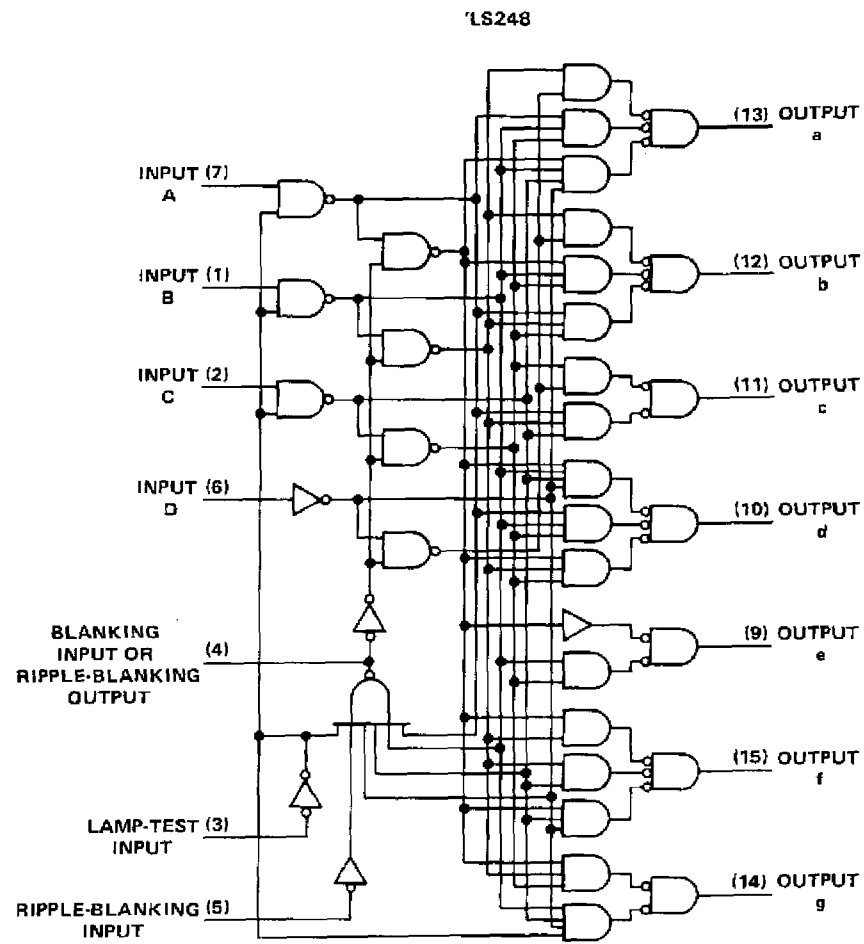 'LS248
(13) OUTPUT
a
INPUT (7)
A
INPUT (1)
B
(12) OUTPUT
b
INPUT (2)
C
(11) OUTPUT
c
INPUT (6)
D
(10) OUTPUT
d
BLANKING
INPUT OR (4)
RIPPLE-BLANKING
OUTPUT
(9) OUTPUT
e
(15) OUTPUT
f
LAMP-TEST (3)
INPUT
(14) OUTPUT
g
RIPPLE-BLANKING (5)
INPUT